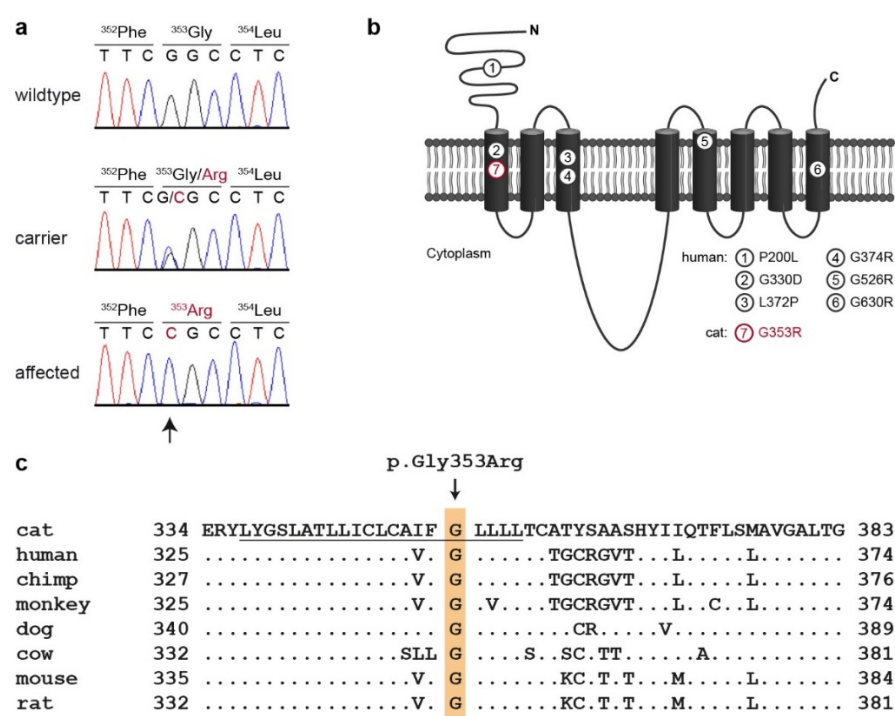 a
352Phe 353Gly 354Leu
T T C G G C C T C
wildtype
352Phe 353Gly/Arg 354Leu
T T C G/C G C C T C
carrier
352Phe 353Arg 354Leu
T T C C G C C T C
affected
b
N
C
1
2
7
3
4
5
6
Cytoplasm
human: 1 P200L 4 G374R
2 G330D 5 G526R
3 L372P 6 G630R
cat: 7 G353R
c
p.Gly353Arg
cat 334 ERYLYGSLATLLICLCAIF G LLLLTCATYSAASHYIIQTFLSMAVGALTG 383
human 325 .................V. G .......TGCRGVT...L......M....... 374
chimp 327 .................V. G .......TGCRGVT...L......M....... 376
monkey 325 .................V. G ..V....TGCRGVT...L..F...M....... 374
dog 340 ................... G ........CR......V............... 389
cow 332 ................SLL G .....S..SC.TT......A............ 381
mouse 335 .................V. G .......KC.T.T....M......L....... 384
rat 332 .................V. G .......KC.T.T....M......L....... 381